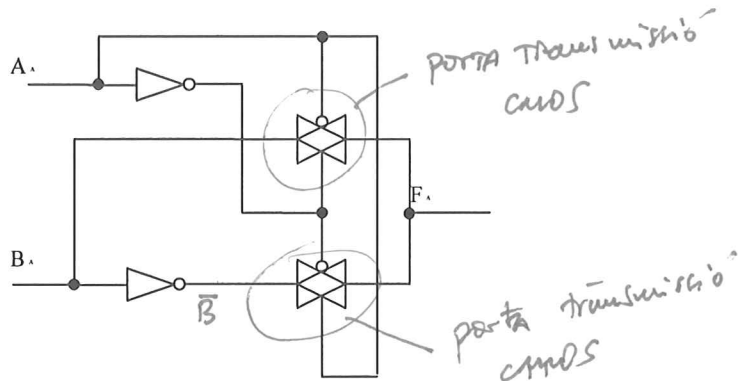 A
PORTA Transmissió
CMOS
F
B
B̅
porta transmissió
CMOS